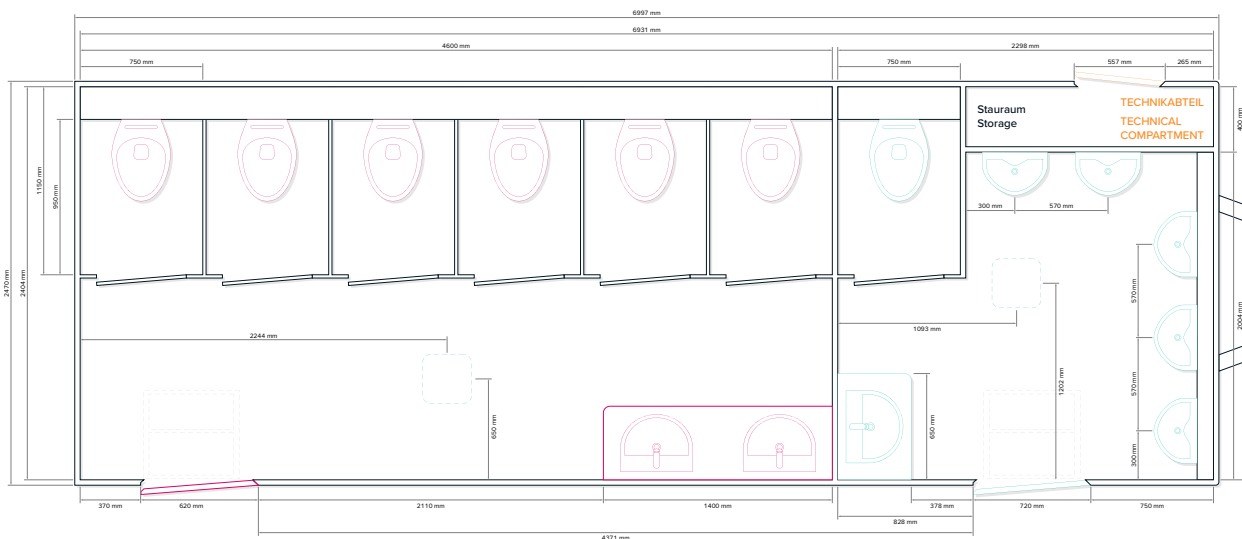 6997 mm
6931 mm
4600 mm
2298 mm
750 mm
750 mm
557 mm
265 mm
Stauraum
Storage
TECHNIKABTEIL
TECHNICAL
COMPARTMENT
400 mm
1150 mm
950mm
2470 mm
2404 mm
300 mm
570 mm
570 mm
2004 mm
1093 mm
2244 mm
1202 mm
570 mm
650 mm
650 mm
300 mm
370 mm
620 mm
2110 mm
1400 mm
378 mm
720 mm
750 mm
828 mm
4371 mm